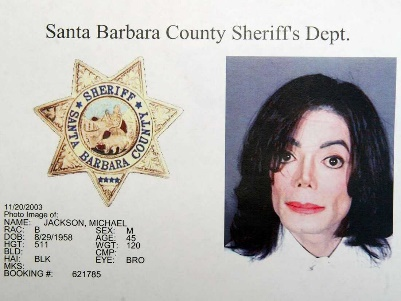 Santa Barbara County Sheriff's Dept.
SHERIFF
SANTA BARBARA COUNTY
11/20/2003
Photo Image of:
NAME: JACKSON, MICHAEL
RAC: B SEX: M
DOB: 8/29/1958 AGE: 45
HGT: 511 WGT: 120
BLD: CMP:
HAI: BLK EYE: BRO
MKS:
BOOKING #: 621785